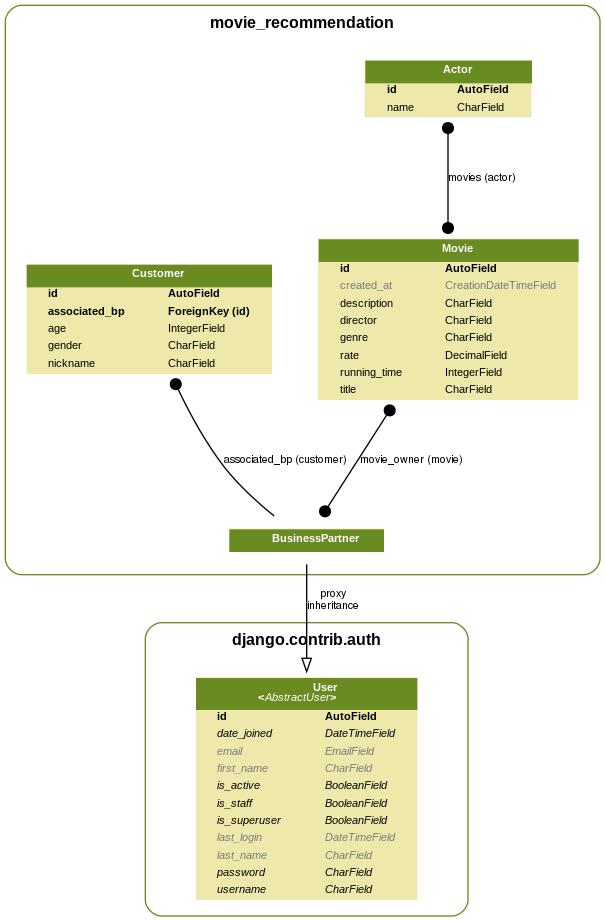 movie_recommendation
Actor
id AutoField
name CharField
movies (actor)
Movie
id AutoField
created_at CreationDateTimeField
description CharField
director CharField
genre CharField
rate DecimalField
running_time IntegerField
title CharField
Customer
id AutoField
associated_bp ForeignKey (id)
age IntegerField
gender CharField
nickname CharField
associated_bp (customer)
movie_owner (movie)
BusinessPartner
proxy
inheritance
django.contrib.auth
User
<AbstractUser>
id AutoField
date_joined DateTimeField
email EmailField
first_name CharField
is_active BooleanField
is_staff BooleanField
is_superuser BooleanField
last_login DateTimeField
last_name CharField
password CharField
username CharField